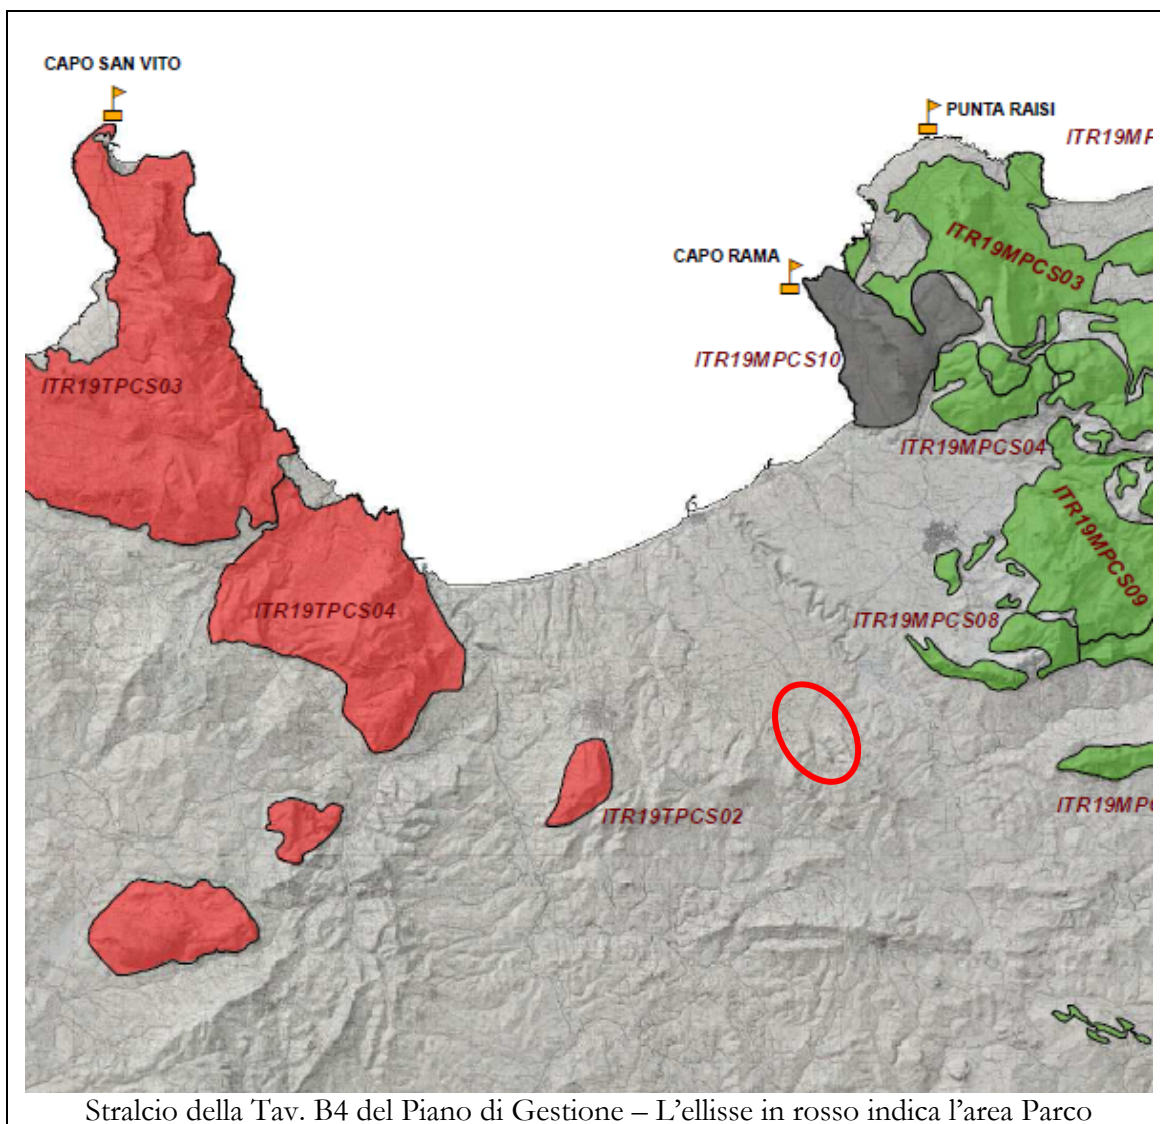 CAPO SAN VITO
PUNTA RAISI
ITR19MP
ITR19MPCS03
CAPO RAMA
ITR19MPCS10
ITR19TPCS03
ITR19MPCS04
ITR19MPCS09
ITR19TPCS04
ITR19MPCS08
ITR19TPCS02
ITR19MPC
Stralcio della Tav. B4 del Piano di Gestione – L'ellisse in rosso indica l'area Parco